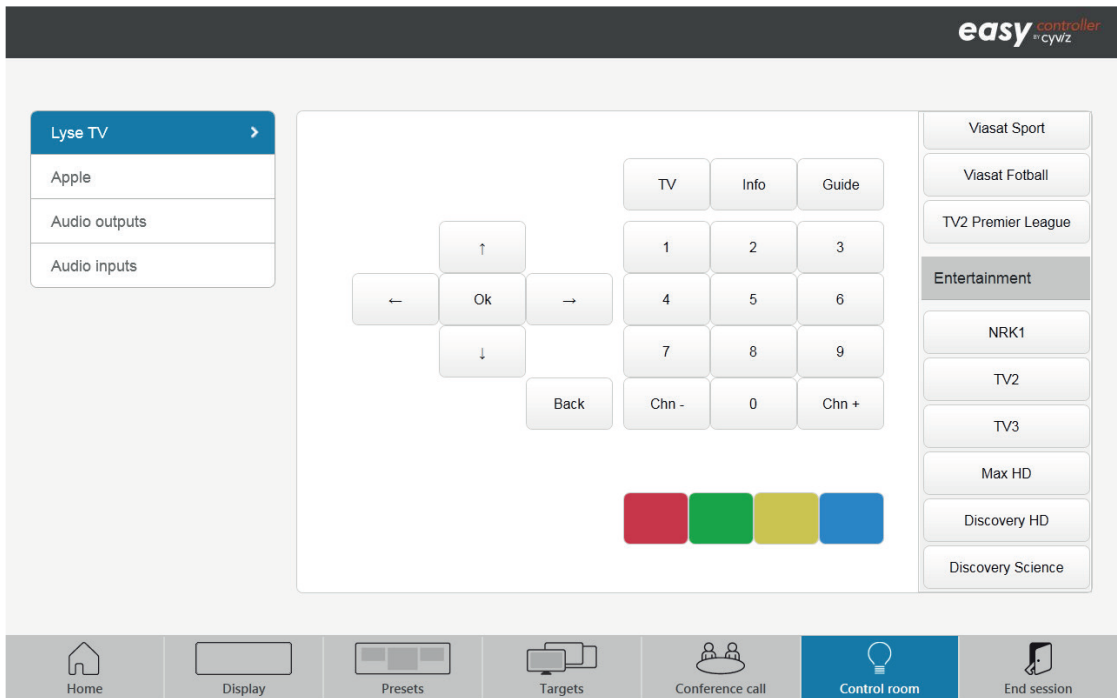 easy controller
BY cyviz
Lyse TV
Apple
Audio outputs
Audio inputs
TV Info Guide
↑ 1 2 3
← Ok → 4 5 6
↓ 7 8 9
Back Chn - 0 Chn +
Viasat Sport
Viasat Fotball
TV2 Premier League
Entertainment
NRK1
TV2
TV3
Max HD
Discovery HD
Discovery Science
Home Display Presets Targets Conference call Control room End session